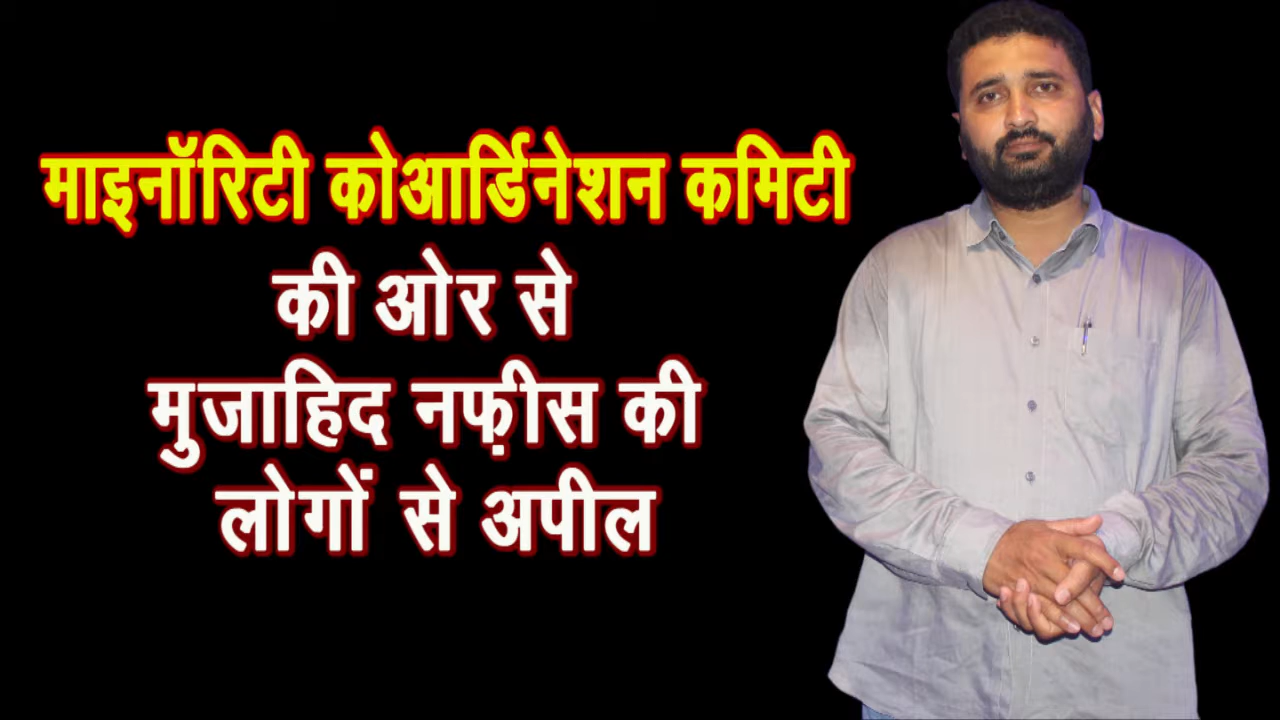 माइनॉरिटी कोआर्डिनेशन कमिटी
की ओर से
मुजाहिद नफ़ीस की
लोगों से अपील